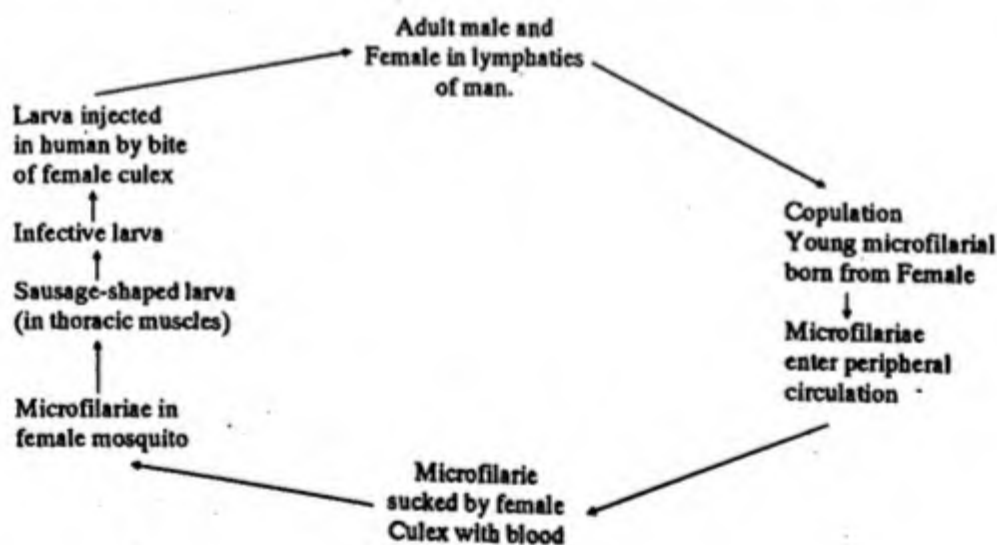 Adult male and
Female in lymphaties
of man.
Copulation
Young microfilarial
born from Female
Microfilariae
enter peripheral
circulation
Microfilarie
sucked by female
Culex with blood
Microfilariae in
female mosquito
Sausage-shaped larva
(in thoracic muscles)
Infective larva
Larva injected
in human by bite
of female culex